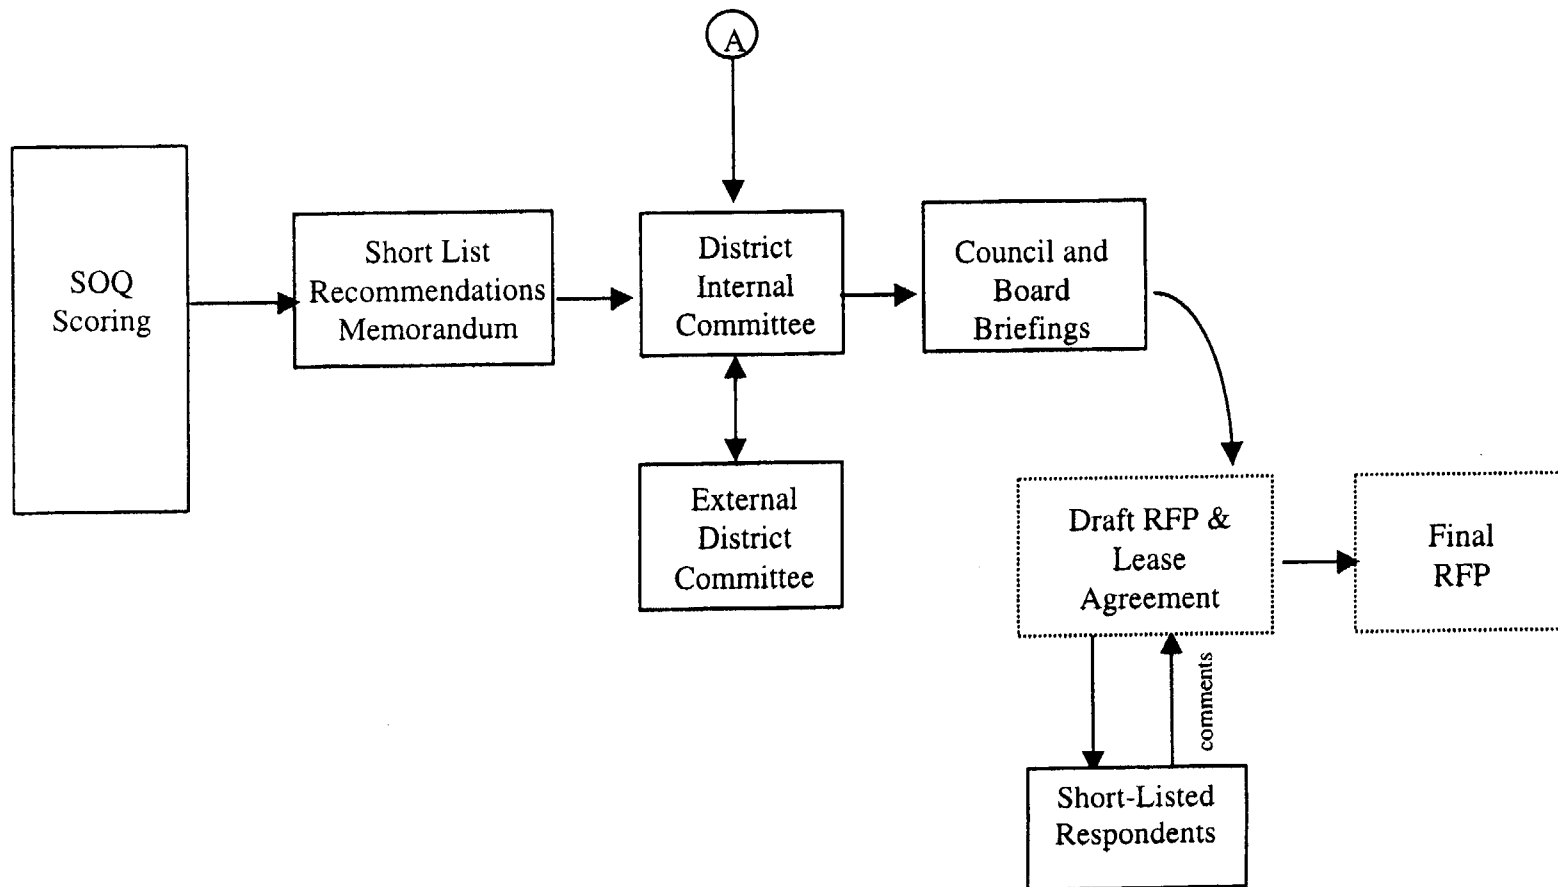 A
SOQ
Scoring
Short List
Recommendations
Memorandum
District
Internal
Committee
Council and
Board
Briefings
External
District
Committee
Draft RFP &
Lease
Agreement
Final
RFP
comments
Short-Listed
Respondents